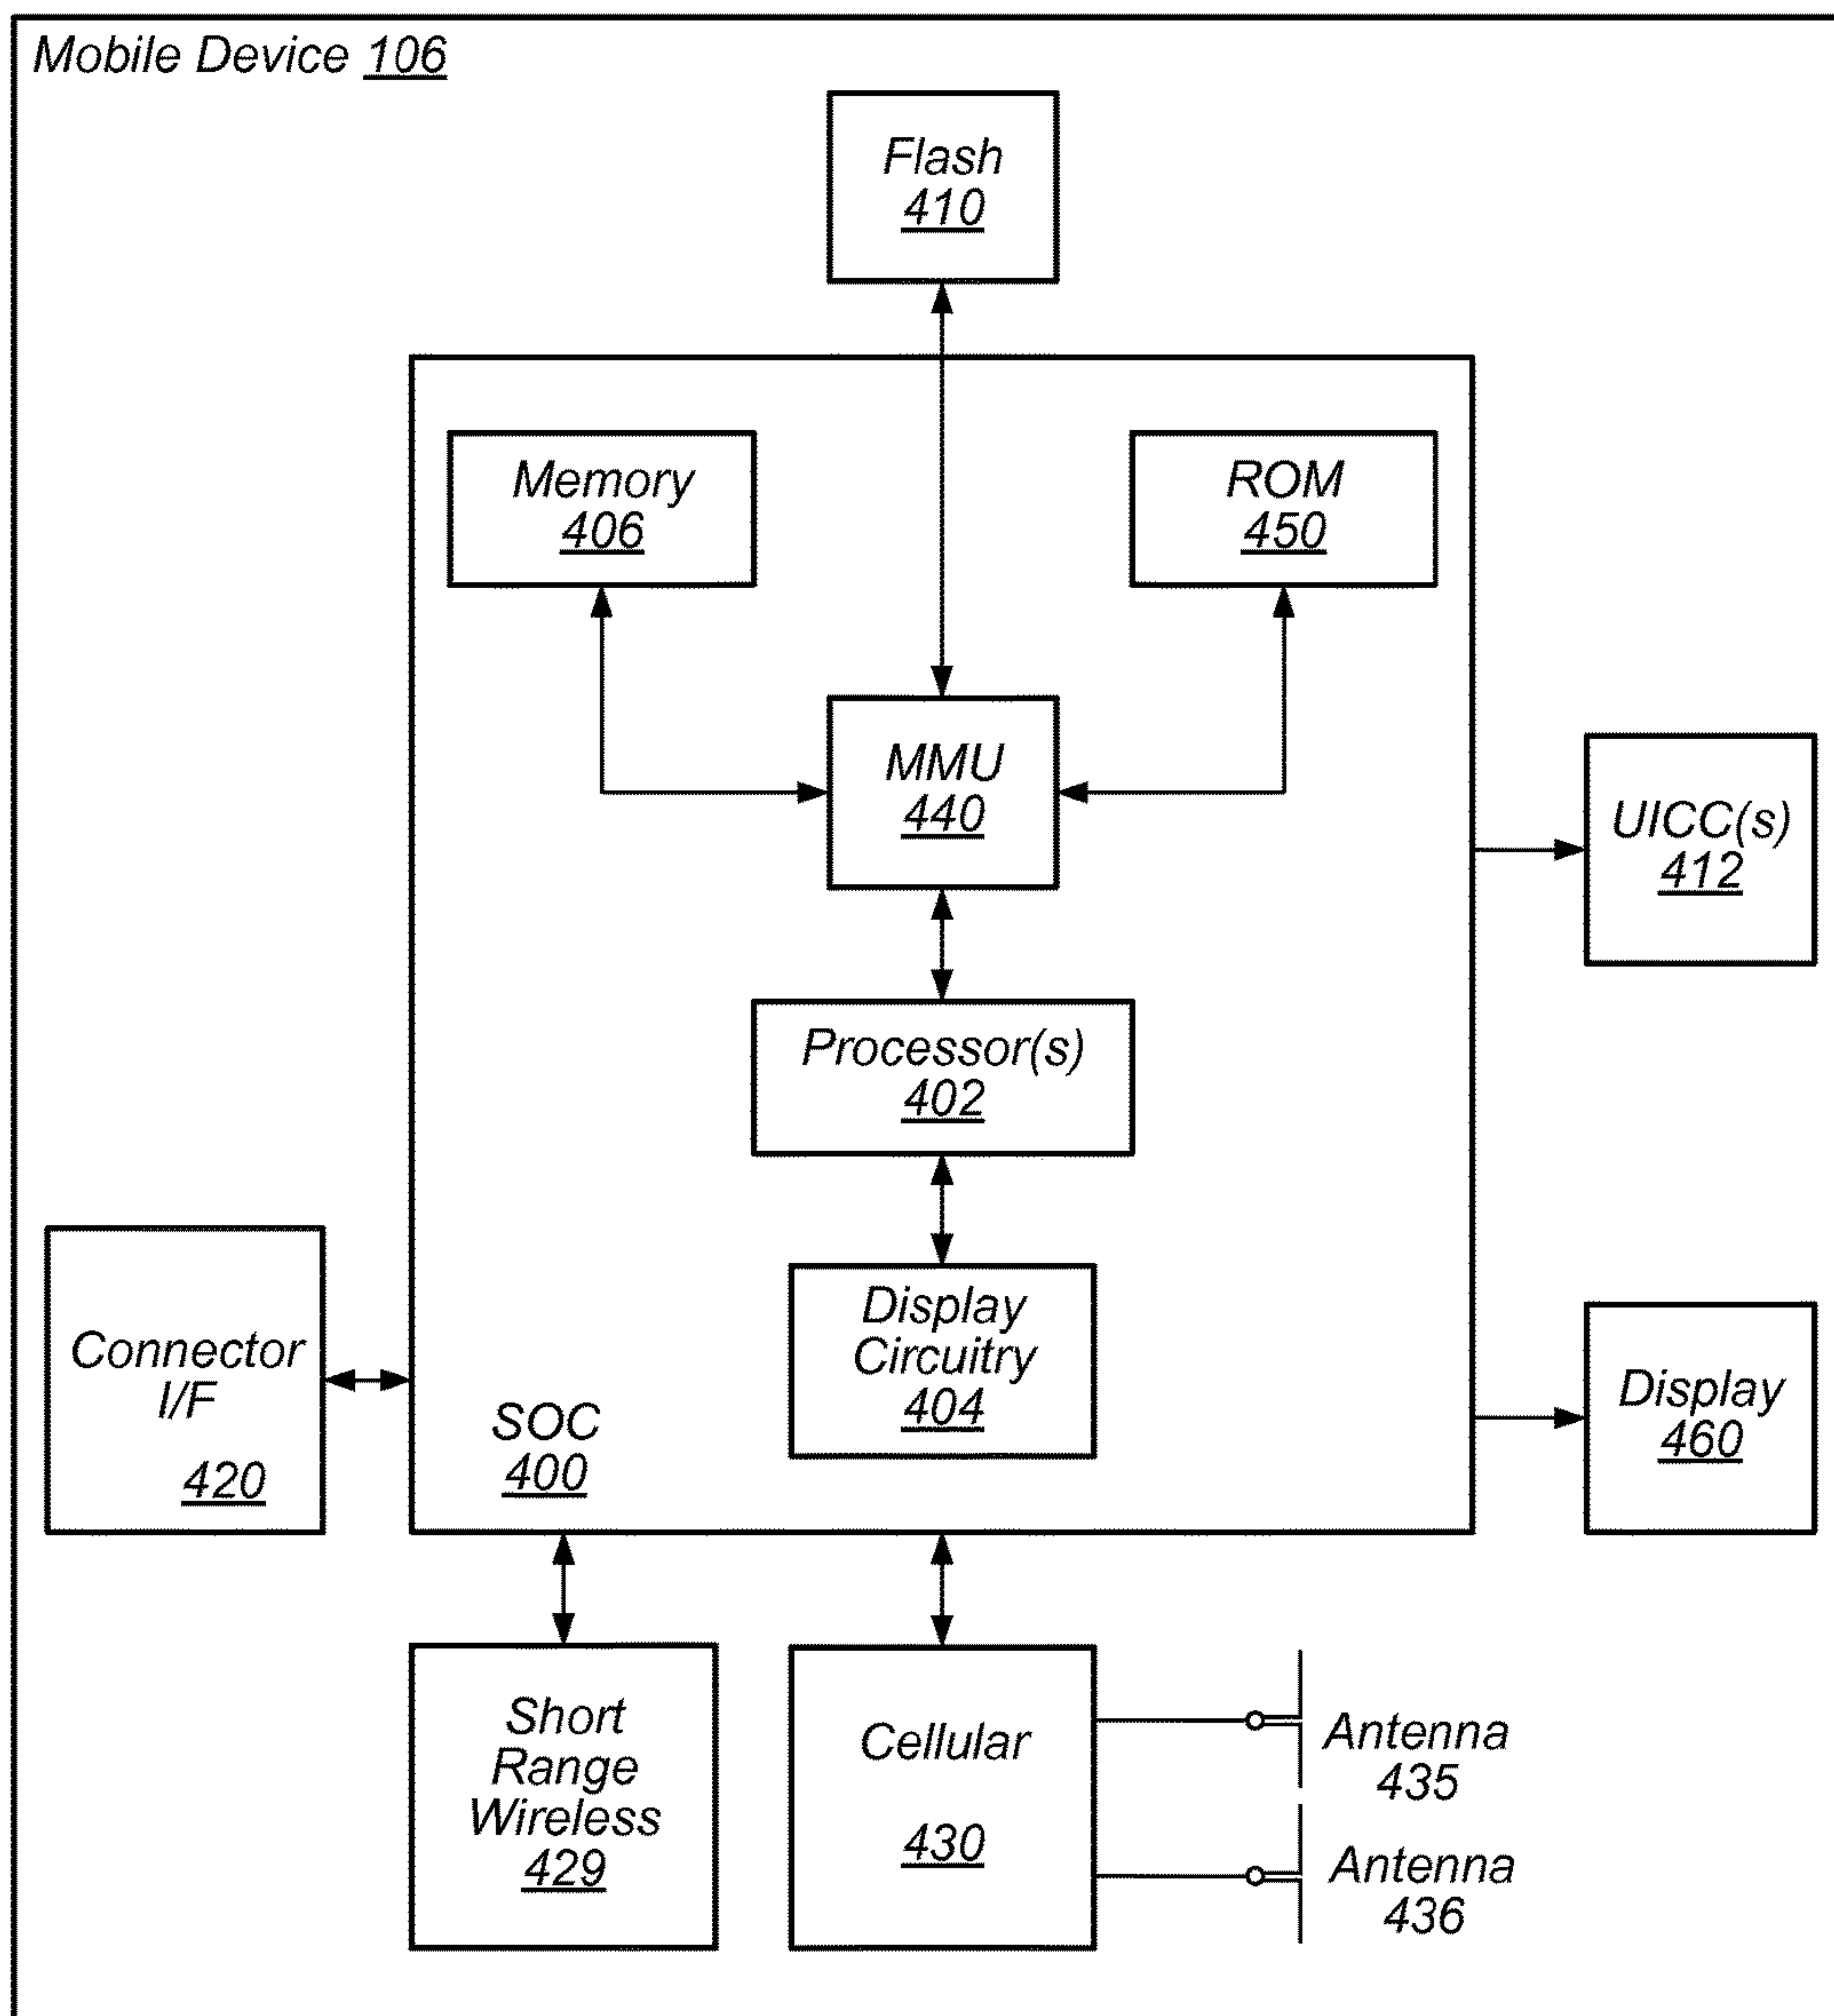 Mobile Device 106
Flash
410
Memory
406
ROM
450
MMU
440
UICC(s)
412
Processor(s)
402
Display
Circuitry
404
Connector
I/F
420
SOC
400
Display
460
Short
Range
Wireless
429
Cellular
430
Antenna
435
Antenna
436